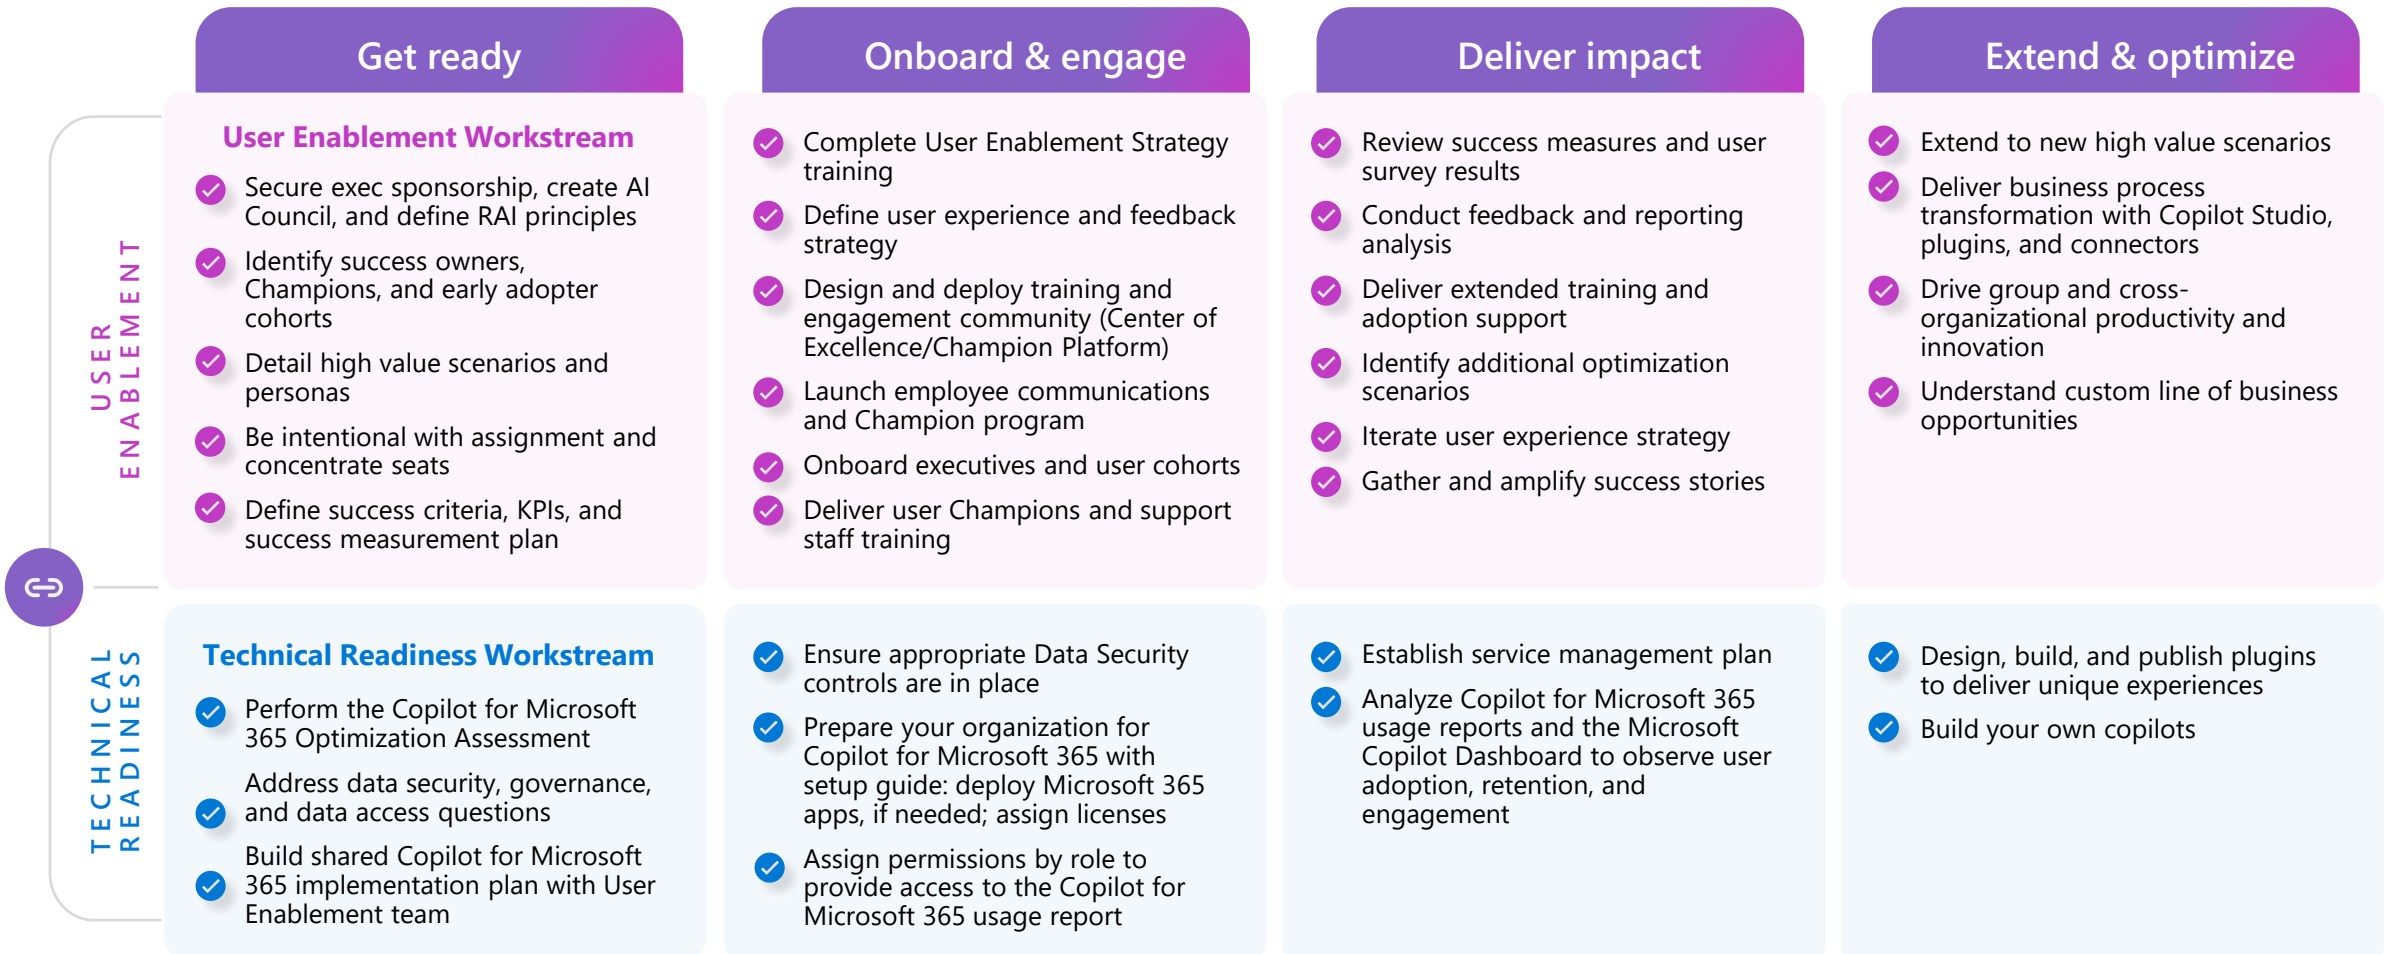 Get ready
Onboard & engage
Deliver impact
Extend & optimize
USER
ENABLEMENT
User Enablement Workstream
Secure exec sponsorship, create AI
Council, and define RAI principles
Identify success owners,
Champions, and early adopter
cohorts
Detail high value scenarios and
personas
Be intentional with assignment and
concentrate seats
Define success criteria, KPIs, and
success measurement plan
Complete User Enablement Strategy
training
Define user experience and feedback
strategy
Design and deploy training and
engagement community (Center of
Excellence/Champion Platform)
Launch employee communications
and Champion program
Onboard executives and user cohorts
Deliver user Champions and support
staff training
Review success measures and user
survey results
Conduct feedback and reporting
analysis
Deliver extended training and
adoption support
Identify additional optimization
scenarios
Iterate user experience strategy
Gather and amplify success stories
Extend to new high value scenarios
Deliver business process
transformation with Copilot Studio,
plugins, and connectors
Drive group and cross-
organizational productivity and
innovation
Understand custom line of business
opportunities
TECHNICAL
READINESS
Technical Readiness Workstream
Perform the Copilot for Microsoft
365 Optimization Assessment
Address data security, governance,
and data access questions
Build shared Copilot for Microsoft
365 implementation plan with User
Enablement team
Ensure appropriate Data Security
controls are in place
Prepare your organization for
Copilot for Microsoft 365 with
setup guide: deploy Microsoft 365
apps, if needed; assign licenses
Assign permissions by role to
provide access to the Copilot for
Microsoft 365 usage report
Establish service management plan
Analyze Copilot for Microsoft 365
usage reports and the Microsoft
Copilot Dashboard to observe user
adoption, retention, and
engagement
Design, build, and publish plugins
to deliver unique experiences
Build your own copilots